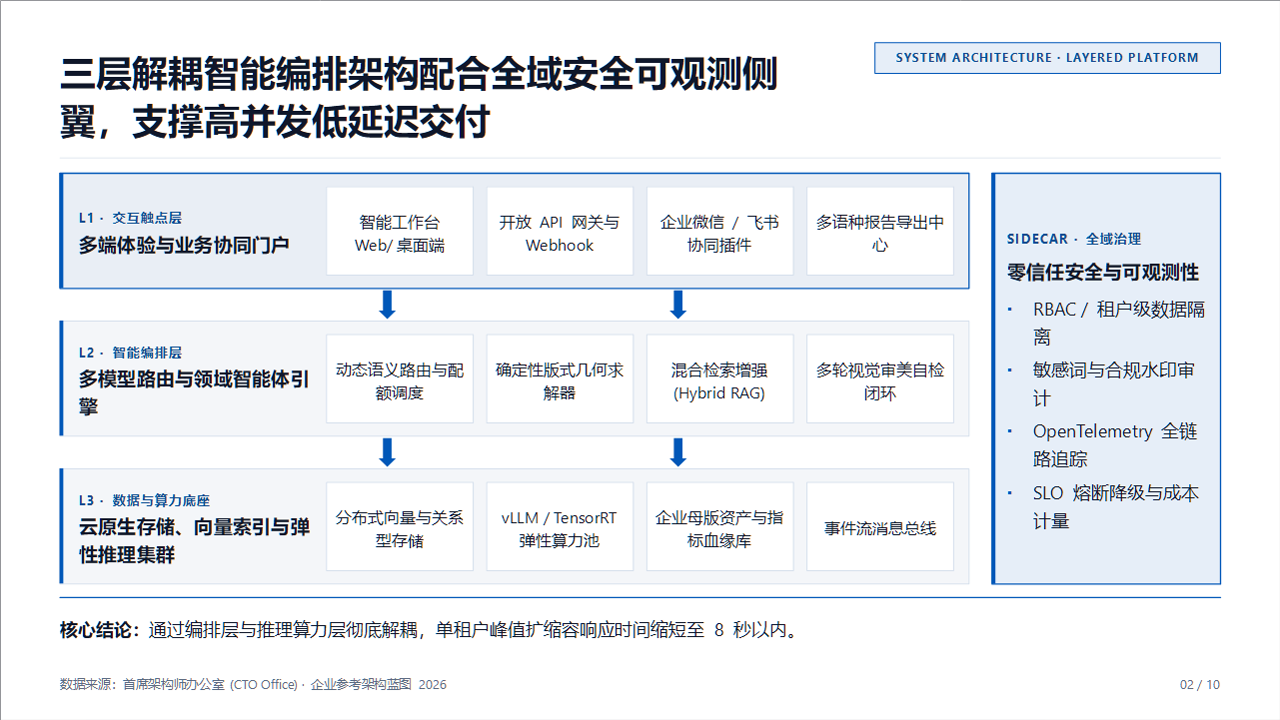 三层解耦智能编排架构配合全域安全可观测侧
翼，支撑高并发低延迟交付
SYSTEM ARCHITECTURE · LAYERED PLATFORM
L1 · 交互触点层
多端体验与业务协同门户
智能工作台
Web/ 桌面端
开放 API 网关与
Webhook
企业微信 / 飞书
协同插件
多语种报告导出中
心
L2 · 智能编排层
多模型路由与领域智能体引
擎
动态语义路由与配
额调度
确定性版式几何求
解器
混合检索增强
(Hybrid RAG)
多轮视觉审美自检
闭环
L3 · 数据与算力底座
云原生存储、向量索引与弹
性推理集群
分布式向量与关系
型存储
vLLM / TensorRT
弹性算力池
企业母版资产与指
标血缘库
事件流消息总线
SIDECAR · 全域治理
零信任安全与可观测性
· RBAC / 租户级数据隔
离
· 敏感词与合规水印审
计
· OpenTelemetry 全链
路追踪
· SLO 熔断降级与成本
计量
核心结论：通过编排层与推理算力层彻底解耦，单租户峰值扩缩容响应时间缩短至 8 秒以内。
数据来源：首席架构师办公室 (CTO Office) · 企业参考架构蓝图 2026
02 / 10